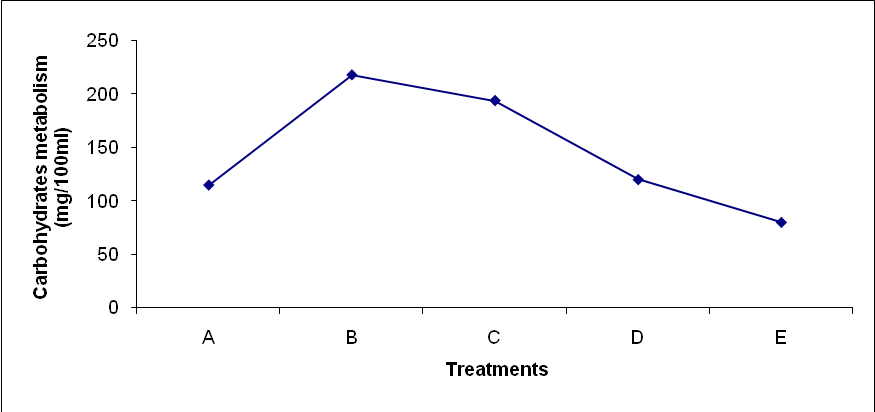 Carbohydrates metabolism
(mg/100ml)
250
200
150
100
50
0
A B C D E
Treatments